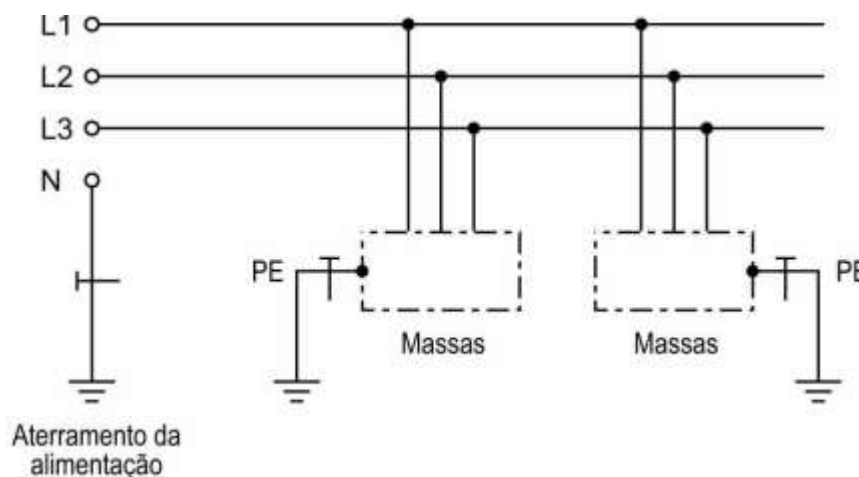 L1
L2
L3
N
PE
PE
Massas
Massas
Aterramento da
alimentação